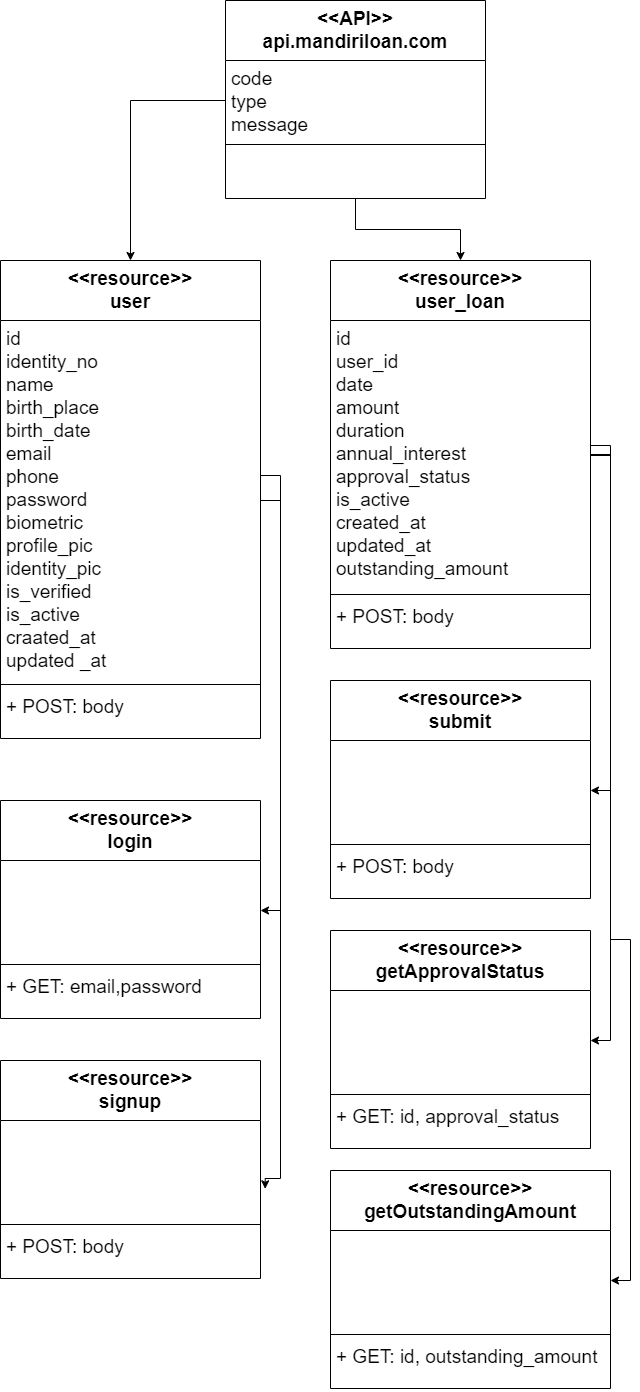 <<API>>
api.mandiriloan.com
code
type
message
<<resource>>
user
id
identity_no
name
birth_place
birth_date
email
phone
password
biometric
profile_pic
identity_pic
is_verified
is_active
craated_at
updated _at
+ POST: body
<<resource>>
user_loan
id
user_id
date
amount
duration
annual_interest
approval_status
is_active
created_at
updated_at
outstanding_amount
+ POST: body
<<resource>>
submit
+ POST: body
<<resource>>
login
+ GET: email,password
<<resource>>
getApprovalStatus
+ GET: id, approval_status
<<resource>>
signup
+ POST: body
<<resource>>
getOutstandingAmount
+ GET: id, outstanding_amount